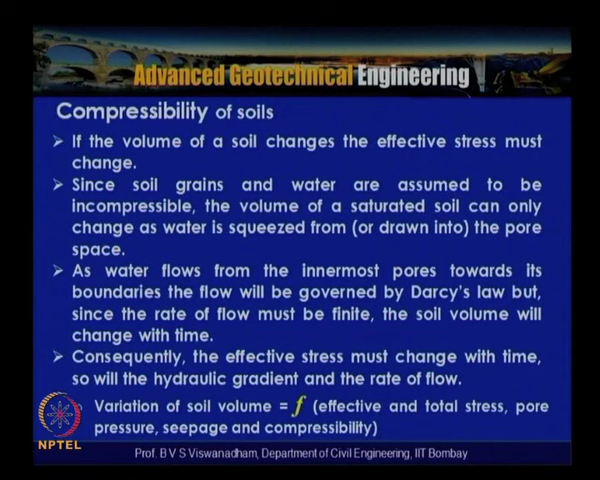 Advanced Geotechnical Engineering
Compressibility of soils
➢ If the volume of a soil changes the effective stress must
change.
➢ Since soil grains and water are assumed to be
incompressible, the volume of a saturated soil can only
change as water is squeezed from (or drawn into) the pore
space.
➢ As water flows from the innermost pores towards its
boundaries the flow will be governed by Darcy's law but,
since the rate of flow must be finite, the soil volume will
change with time.
➢ Consequently, the effective stress must change with time,
so will the hydraulic gradient and the rate of flow.
Variation of soil volume = f (effective and total stress, pore
pressure, seepage and compressibility)
NPTEL
Prof. B V S Viswanadham, Department of Civil Engineering, IIT Bombay